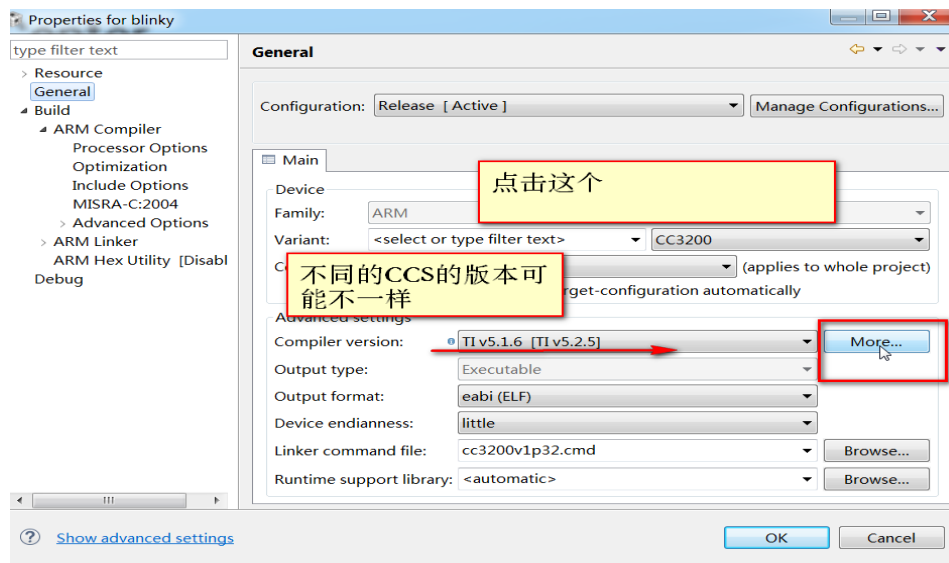 Properties for blinky
type filter text
Resource
General
Build
ARM Compiler
Processor Options
Optimization
Include Options
MISRA-C:2004
Advanced Options
ARM Linker
ARM Hex Utility [Disabl
Debug
General
Configuration: Release [ Active ] Manage Configurations...
Main
点击这个
Device
Family: ARM
Variant: <select or type filter text> CC3200
(applies to whole project)
不同的CCS的版本可
能不一样
rget-configuration automatically
Advanced settings
Compiler version: TI v5.1.6 [TI v5.2.5] More...
Output type: Executable
Output format: eabi (ELF)
Device endianness: little
Linker command file: cc3200v1p32.cmd Browse...
Runtime support library: <automatic> Browse...
Show advanced settings
OK Cancel